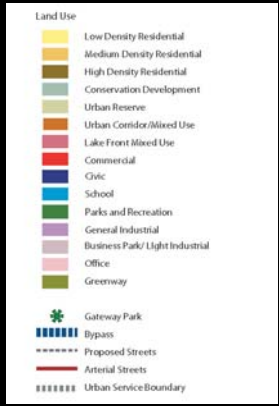 Land Use
Low Density Residential
Medium Density Residential
High Density Residential
Conservation Development
Urban Reserve
Urban Corridor/Mixed Use
Lake Front Mixed Use
Commercial
Civic
School
Parks and Recreation
General Industrial
Business Park/ Light Industrial
Office
Greenway
Gateway Park
Bypass
Proposed Streets
Arterial Streets
Urban Service Boundary